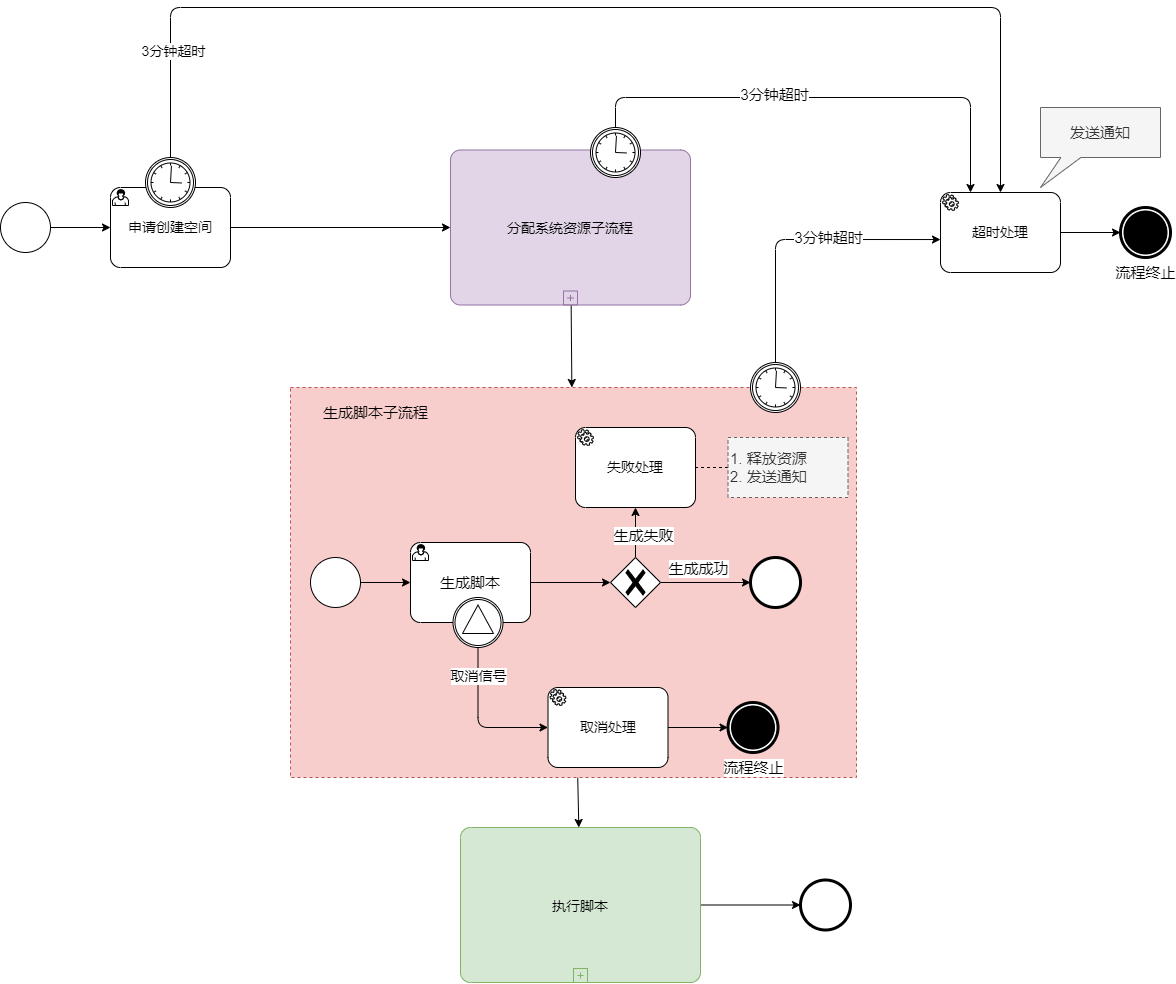 3分钟超时
3分钟超时
发送通知
申请创建空间
分配系统资源子流程
3分钟超时
超时处理
流程终止
生成脚本子流程
失败处理
1. 释放资源
2. 发送通知
生成失败
生成成功
生成脚本
取消信号
取消处理
流程终止
执行脚本